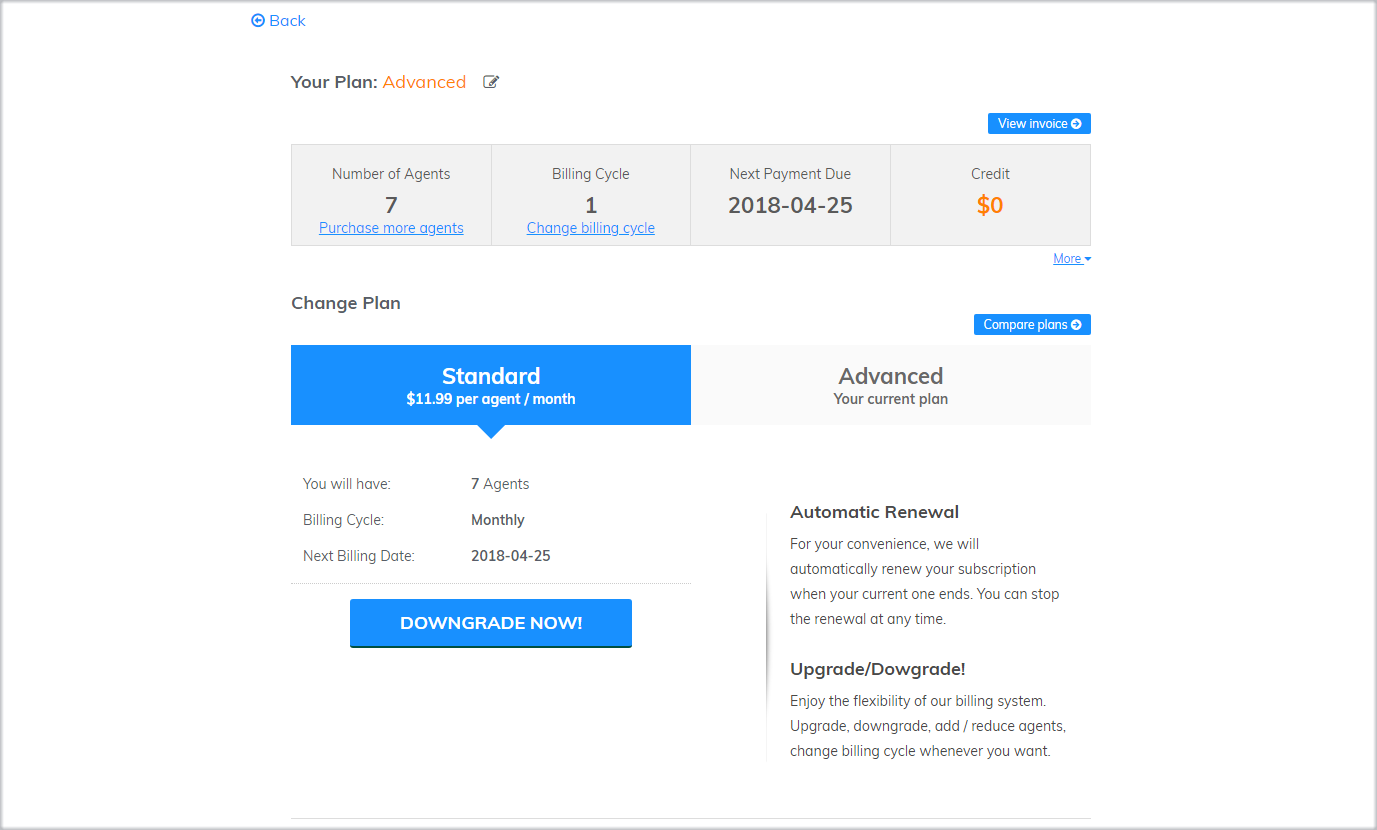 Back
Your Plan: Advanced
View invoice
Number of Agents
7
Purchase more agents
Billing Cycle
1
Change billing cycle
Next Payment Due
2018-04-25
Credit
$0
More
Change Plan
Compare plans
Standard
$11.99 per agent / month
Advanced
Your current plan
You will have: 7 Agents
Billing Cycle: Monthly
Next Billing Date: 2018-04-25
DOWNGRADE NOW!
Automatic Renewal
For your convenience, we will
automatically renew your subscription
when your current one ends. You can stop
the renewal at any time.
Upgrade/Dowgrade!
Enjoy the flexibility of our billing system.
Upgrade, downgrade, add / reduce agents,
change billing cycle whenever you want.